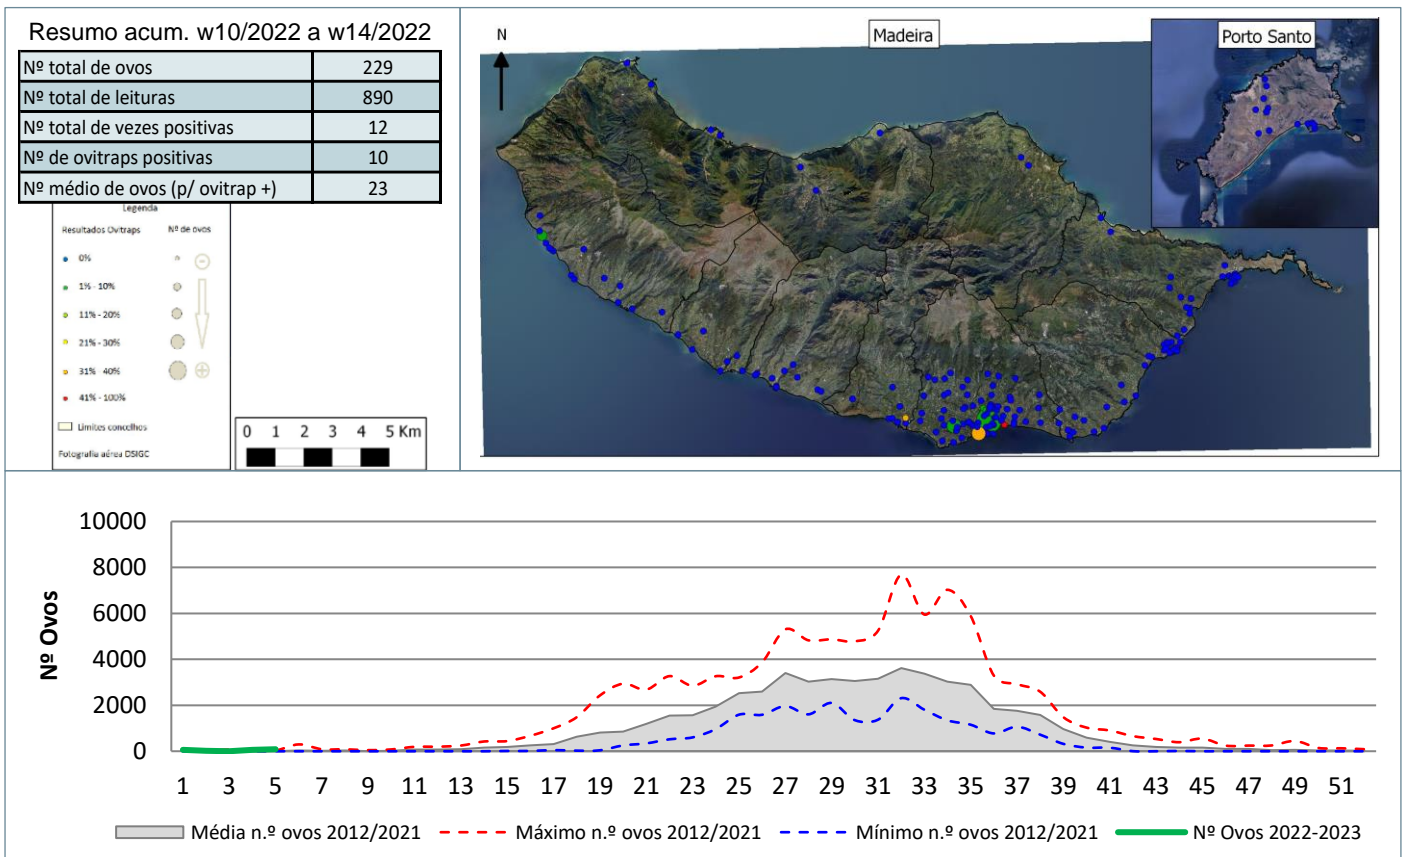 Resumo acum. w10/2022 a w14/2022
Nº total de ovos 229
Nº total de leituras 890
Nº total de vezes positivas 12
Nº de ovitraps positivas 10
Nº médio de ovos (p/ ovitrap +) 23
Legenda
Resultados Ovitraps Nº de ovos
0%
1% - 10%
11% - 20%
21% - 30%
31% - 40%
41% - 100%
Limites concelhos
Fotografia aérea DSIGC
0 1 2 3 4 5 Km
N
Madeira
Porto Santo
Nº Ovos
10000
8000
6000
4000
2000
0
1 3 5 7 9 11 13 15 17 19 21 23 25 27 29 31 33 35 37 39 41 43 45 47 49 51
Média n.º ovos 2012/2021 Máximo n.º ovos 2012/2021 Mínimo n.º ovos 2012/2021 Nº Ovos 2022-2023